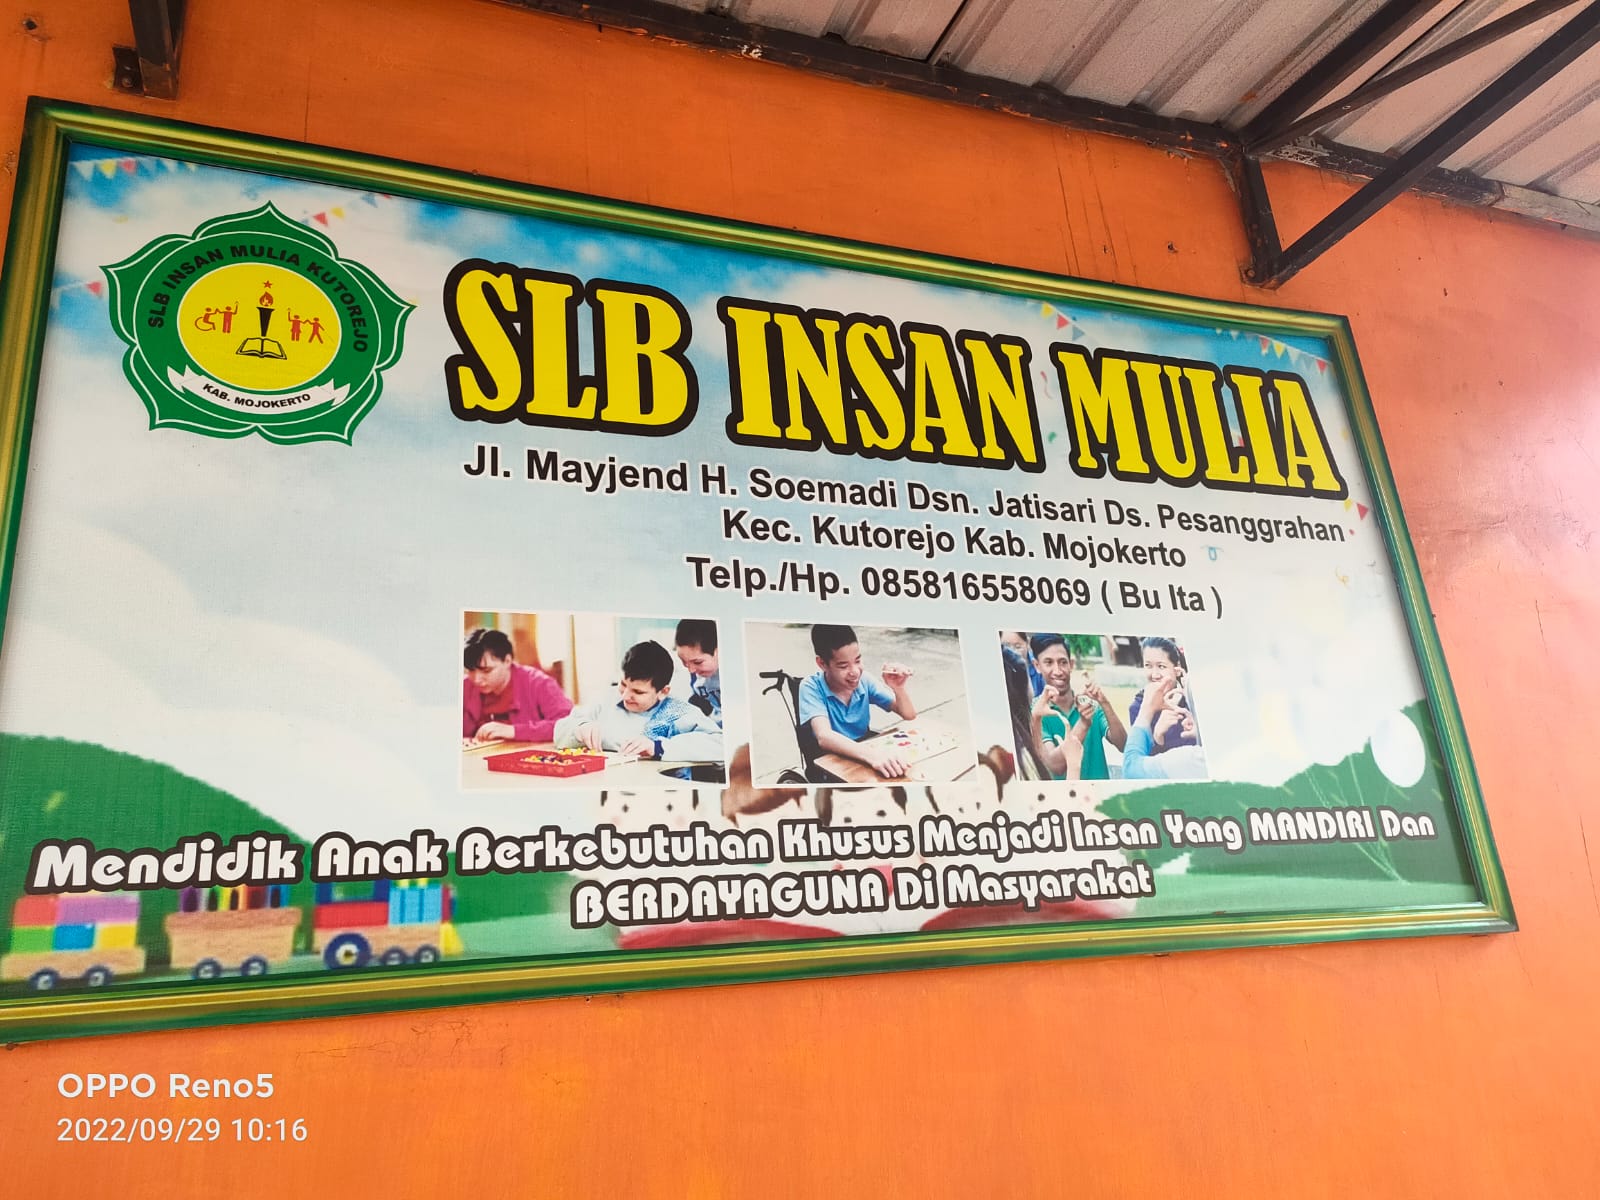 SLB INSAN MULIA KUTOREJO
KAB. MOJOKERTO
SLB INSAN MULIA
Jl. Mayjend H. Soemadi Dsn. Jatisari Ds. Pesanggrahan
Kec. Kutorejo Kab. Mojokerto
Telp./Hp. 085816558069 ( Bu Ita )
Mendidik Anak Berkebutuhan Khusus Menjadi Insan Yang MANDIRI Dan
BERDAYAGUNA Di Masyarakat
OPPO Reno5
2022/09/29 10:16